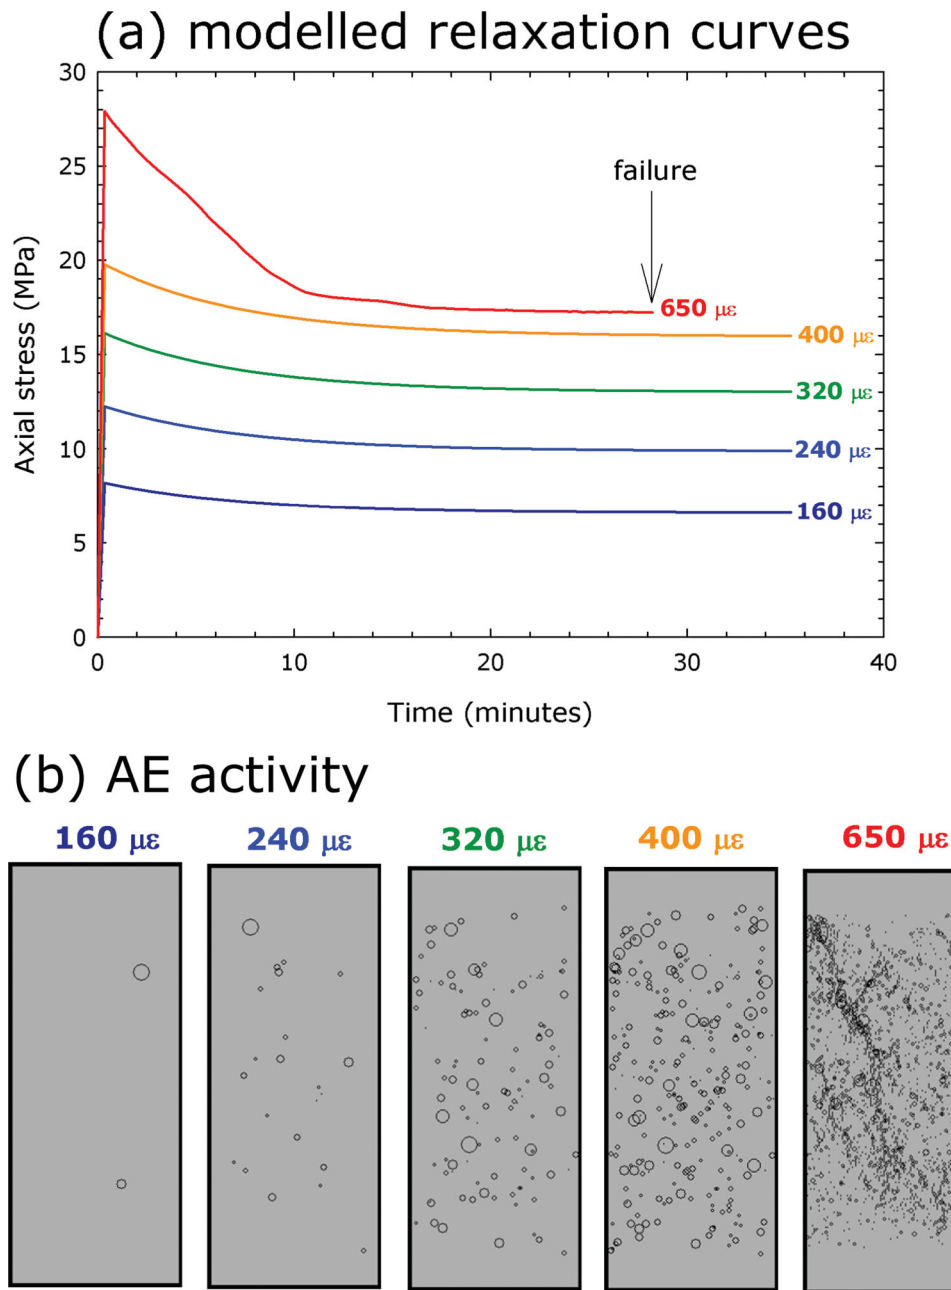 (a) modelled relaxation curves
30
25
20
15
10
5
0
Axial stress (MPa)
failure
650 με
400 με
320 με
240 με
160 με
0 10 20 30 40
Time (minutes)
(b) AE activity
160 με 240 με 320 με 400 με 650 με